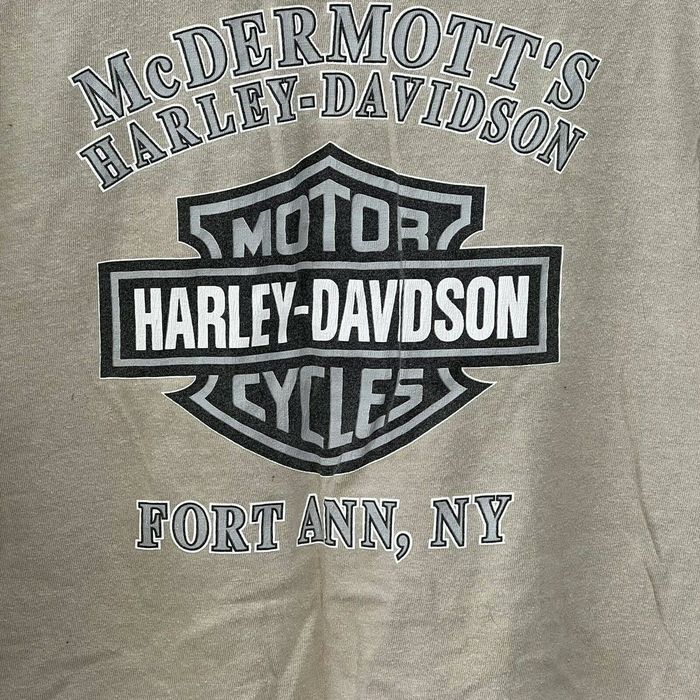 McDERMOTT'S
HARLEY-DAVIDSON
MOTOR
HARLEY-DAVIDSON
CYCLES
FORT ANN, NY